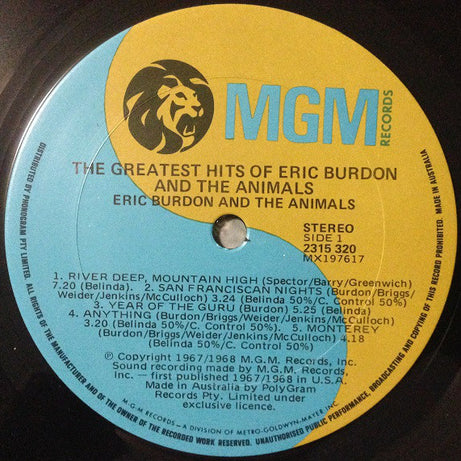 MGM
RECORDS
THE GREATEST HITS OF ERIC BURDON
AND THE ANIMALS
ERIC BURDON AND THE ANIMALS
STEREO
SIDE 1
2315 320
MX197617
1. RIVER DEEP, MOUNTAIN HIGH (Spector/Barry/Greenwich)
7.20 (Belinda). 2. SAN FRANCISCAN NIGHTS (Burdon/Briggs/
Weider/Jenkins/McCulloch) 3.24 (Belinda 50%/C. Control 50%)
3. YEAR OF THE GURU (Burdon) 5.25 (Belinda)
4. ANYTHING (Burdon/Briggs/Weider/Jenkins/McCulloch)
3.20 (Belinda 50%/C. Control 50%) 5. MONTEREY
(Burdon/Briggs/Weider/Jenkins/McCulloch) 4.18
(Belinda 50%/C. Control 50%)
℗ Copyright 1967/1968 M.G.M. Records, Inc.
Sound recording made by M.G.M. Records,
Inc. — first published 1967/1968 in U.S.A.
Made in Australia by PolyGram
Records Pty. Limited under
exclusive licence.
M-G-M RECORDS — A DIVISION OF METRO-GOLDWYN-MAYER INC.
DISTRIBUTED BY PHONOGRAM PTY LIMITED. ALL RIGHTS OF THE MANUFACTURER AND OF THE OWNER OF THE RECORDED WORK RESERVED. UNAUTHORISED PUBLIC PERFORMANCE, BROADCASTING AND COPYING OF THIS RECORD PROHIBITED. MADE IN AUSTRALIA